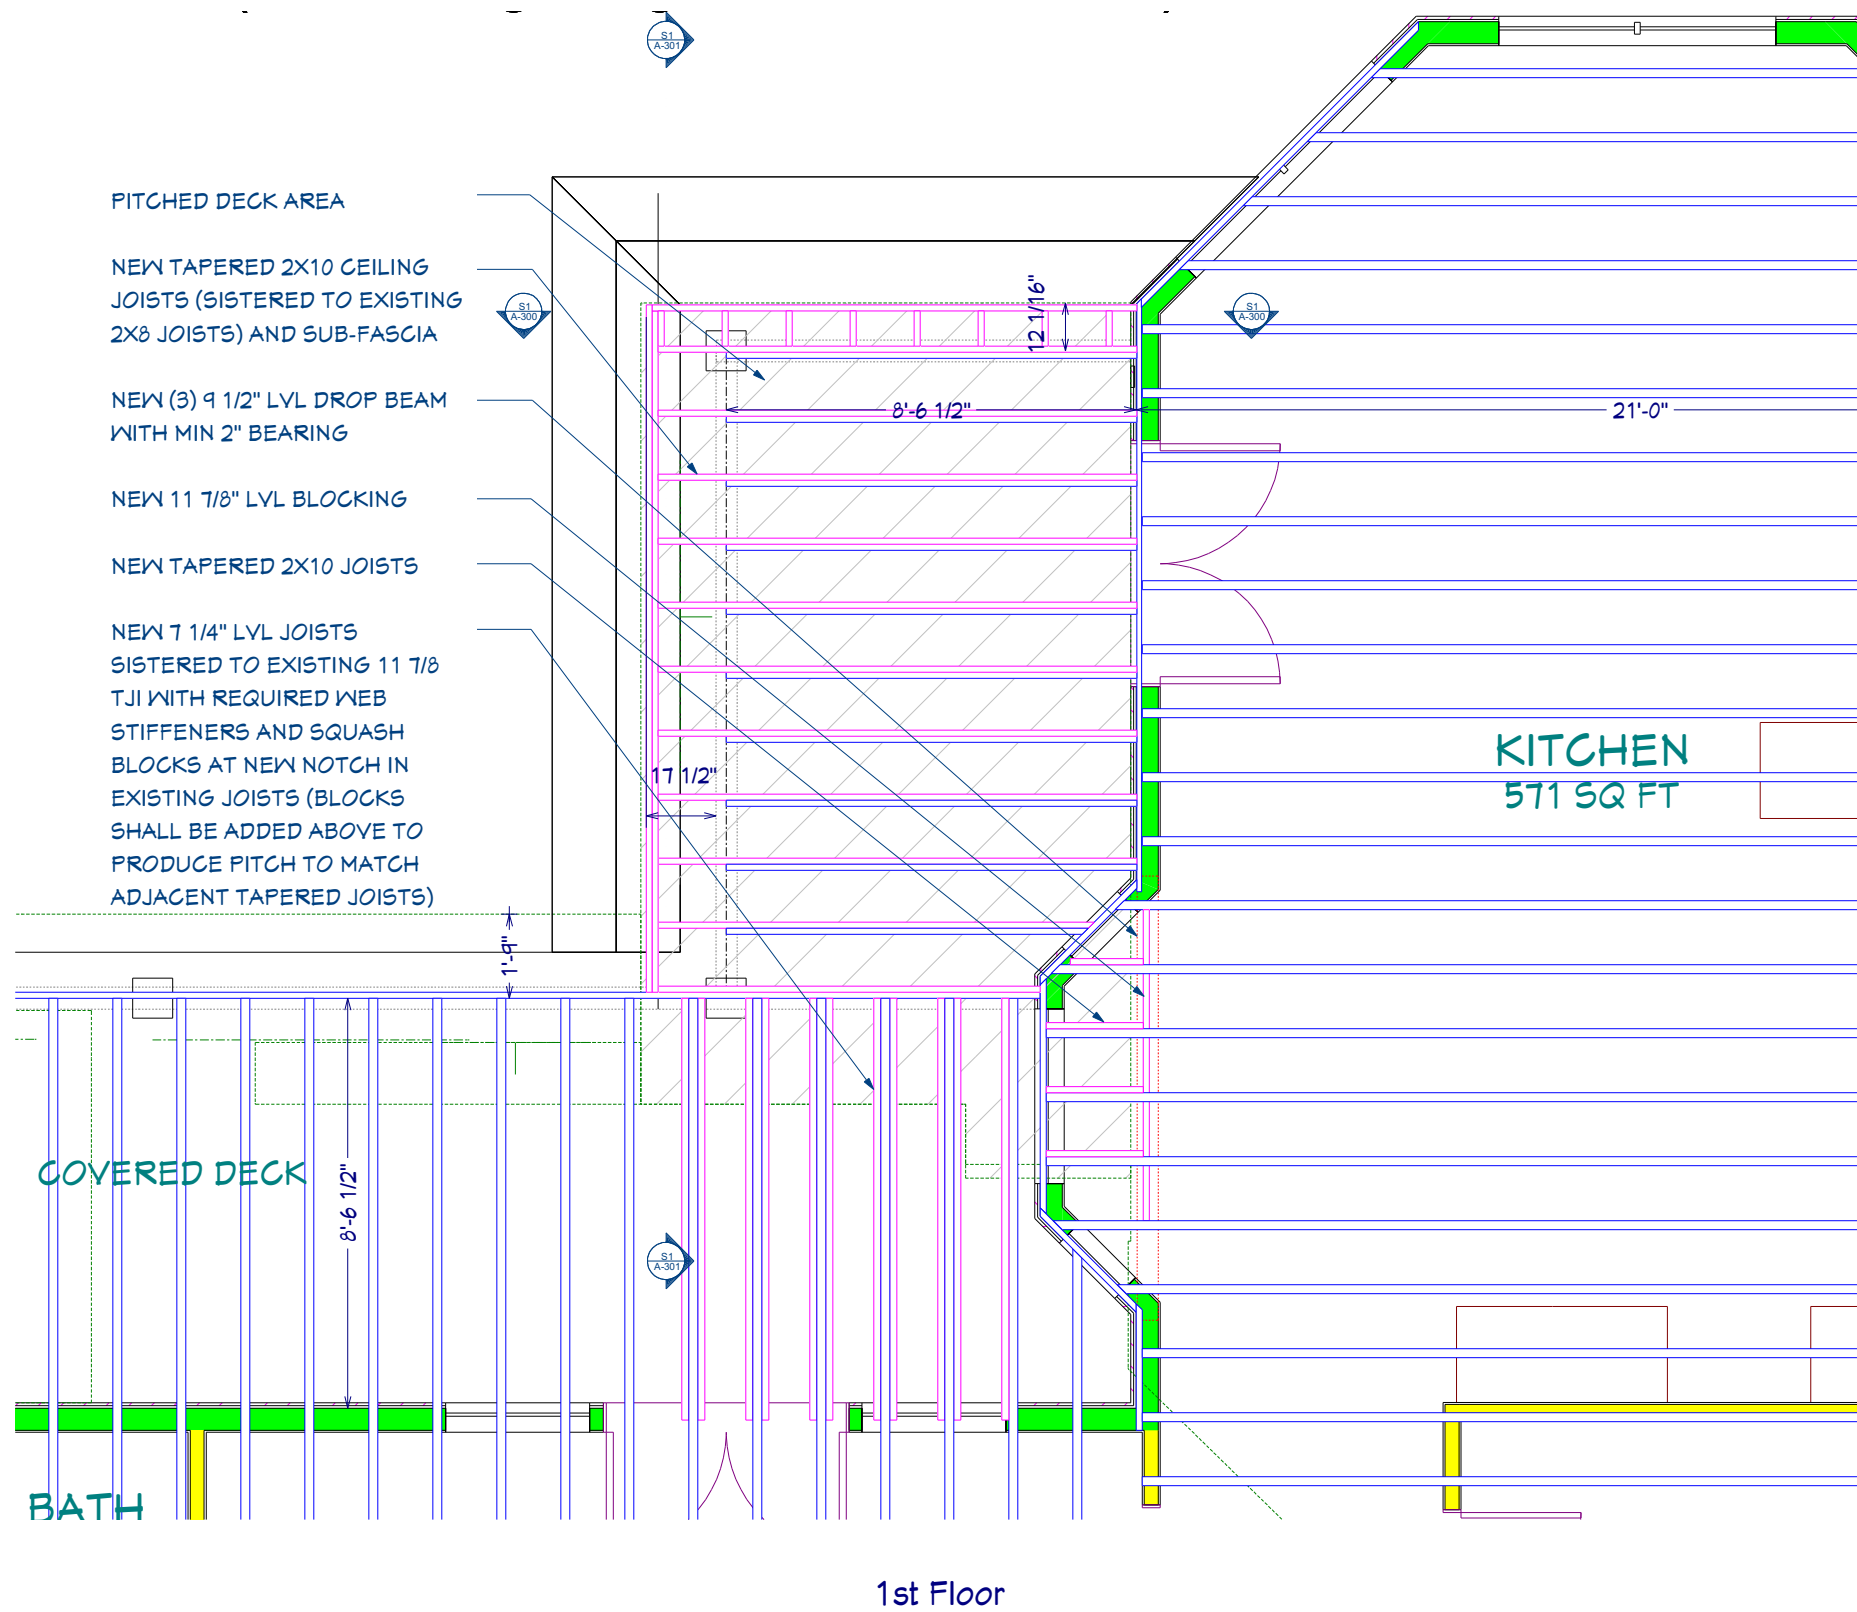 S1
A-301
PITCHED DECK AREA
NEW TAPERED 2X10 CEILING
JOISTS (SISTERED TO EXISTING
2X8 JOISTS) AND SUB-FASCIA
NEW (3) 9 1/2" LVL DROP BEAM
WITH MIN 2" BEARING
NEW 11 7/8" LVL BLOCKING
NEW TAPERED 2X10 JOISTS
NEW 7 1/4" LVL JOISTS
SISTERED TO EXISTING 11 7/8
TJI WITH REQUIRED WEB
STIFFENERS AND SQUASH
BLOCKS AT NEW NOTCH IN
EXISTING JOISTS (BLOCKS
SHALL BE ADDED ABOVE TO
PRODUCE PITCH TO MATCH
ADJACENT TAPERED JOISTS)
S1
A-300
12 1/16"
S1
A-300
8'-6 1/2"
21'-0"
17 1/2"
KITCHEN
571 SQ FT
1'-9"
COVERED DECK
8'-6 1/2"
S1
A-301
BATH
1st Floor